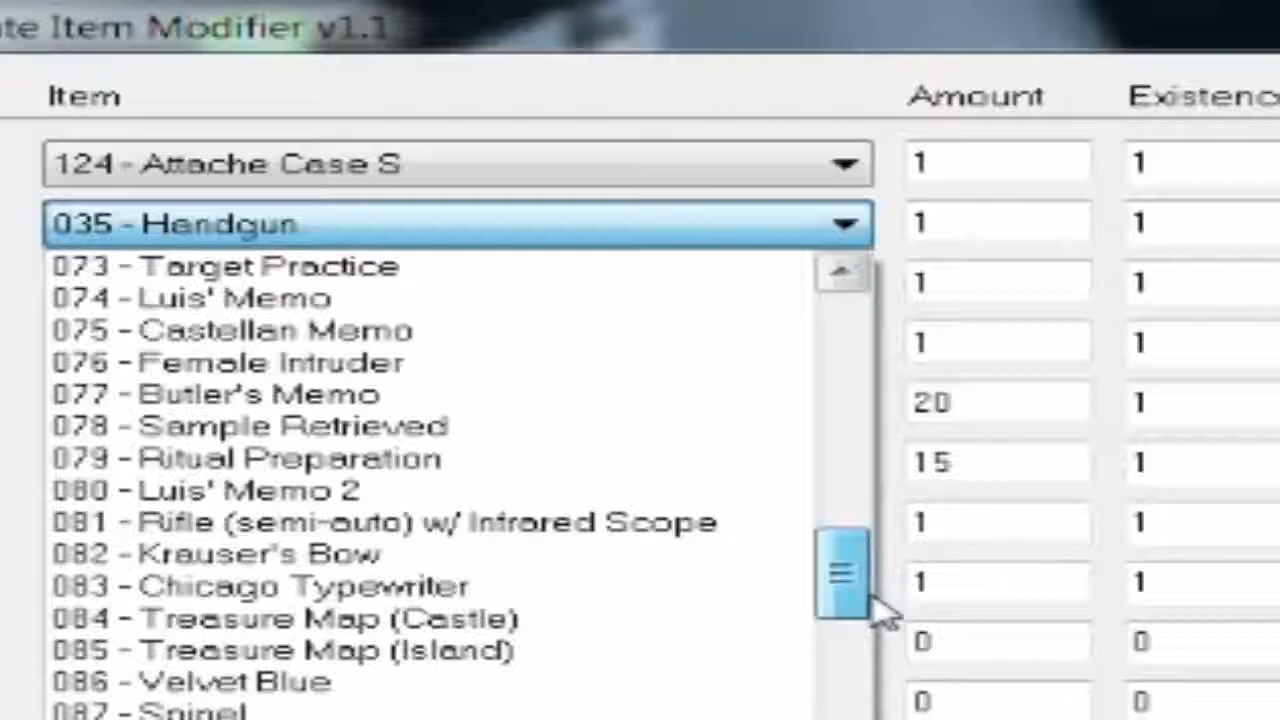 te Item Modifier v1.1
Item Amount Existenc
124 - Attache Case S 1 1
035 - Handgun 1 1
073 - Target Practice
074 - Luis' Memo 1 1
075 - Castellan Memo 1 1
076 - Female Intruder
077 - Butler's Memo 20 1
078 - Sample Retrieved
079 - Ritual Preparation 15 1
080 - Luis' Memo 2
081 - Rifle (semi-auto) w/ Infrared Scope 1 1
082 - Krauser's Bow
083 - Chicago Typewriter 1 1
084 - Treasure Map (Castle)
085 - Treasure Map (Island) 0 0
086 - Velvet Blue
087 - Spinel 0 0